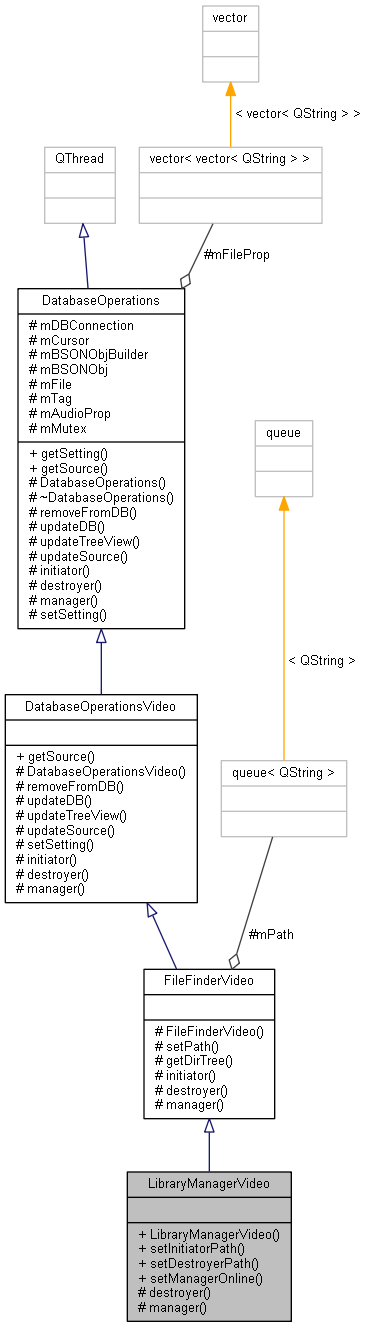 vector
< vector< QString > >
QThread
vector< vector< QString > >
#mFileProp
DatabaseOperations
# mDBConnection
# mCursor
# mBSONObjBuilder
# mBSONObj
# mFile
# mTag
# mAudioProp
# mMutex
+ getSetting()
+ getSource()
# DatabaseOperations()
# ~DatabaseOperations()
# removeFromDB()
# updateDB()
# updateTreeView()
# updateSource()
# initiator()
# destroyer()
# manager()
# setSetting()
queue
< QString >
DatabaseOperationsVideo
+ getSource()
# DatabaseOperationsVideo()
# removeFromDB()
# updateDB()
# updateTreeView()
# updateSource()
# setSetting()
# initiator()
# destroyer()
# manager()
queue< QString >
#mPath
FileFinderVideo
# FileFinderVideo()
# setPath()
# getDirTree()
# initiator()
# destroyer()
# manager()
LibraryManagerVideo
+ LibraryManagerVideo()
+ setInitiatorPath()
+ setDestroyerPath()
+ setManagerOnline()
# destroyer()
# manager()